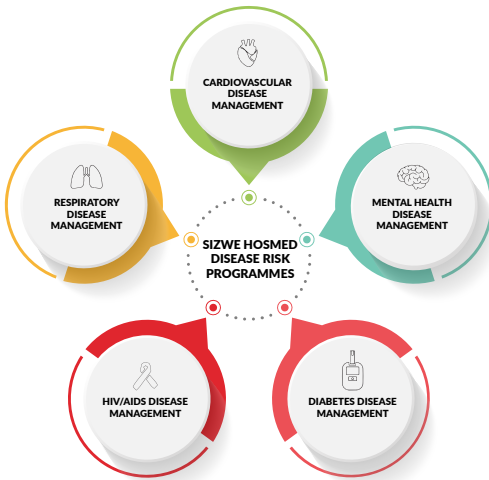 CARDIOVASCULAR
DISEASE
MANAGEMENT
RESPIRATORY
DISEASE
MANAGEMENT
MENTAL HEALTH
DISEASE
MANAGEMENT
SIZWE HOSMED
DISEASE RISK
PROGRAMMES
HIV/AIDS DISEASE
MANAGEMENT
DIABETES DISEASE
MANAGEMENT